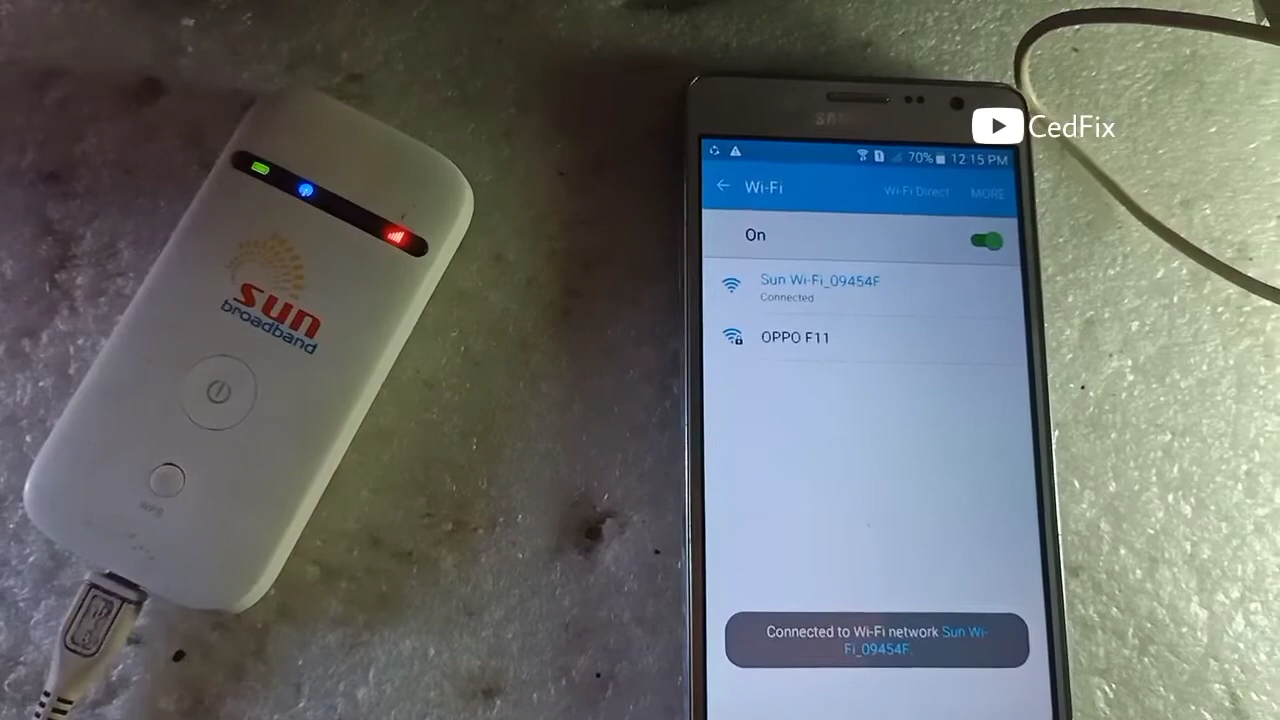 sun
broadband
WPS
SAMSUNG
CedFix
70% 12:15 PM
Wi-Fi Wi-Fi Direct MORE
On
Sun Wi-Fi_09454F
Connected
OPPO F11
Connected to Wi-Fi network Sun Wi-
Fi_09454F.